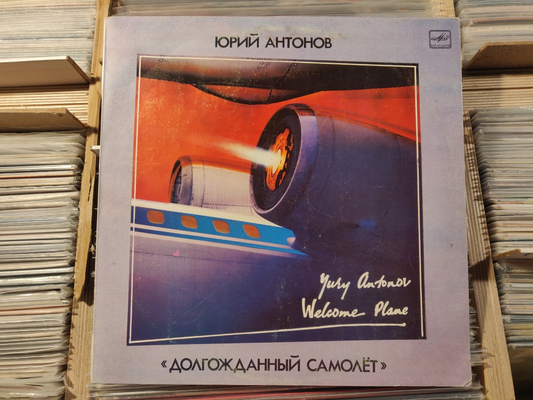 ЮРИЙ АНТОНОВ
Yury Antonov
Welcome Plane
«ДОЛГОЖДАННЫЙ САМОЛЁТ»